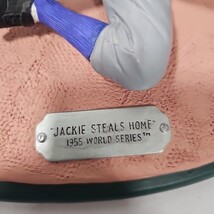 "JACKIE STEALS HOME"
1955 WORLD SERIES™